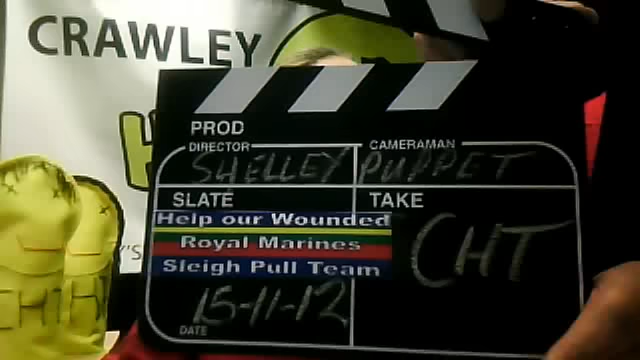 CRAWLEY
H
'S
PROD
DIRECTOR SHELLEY
CAMERAMAN PUPPET
SLATE
TAKE CHT
Help our Wounded
Royal Marines
Sleigh Pull Team
DATE 15-11-12